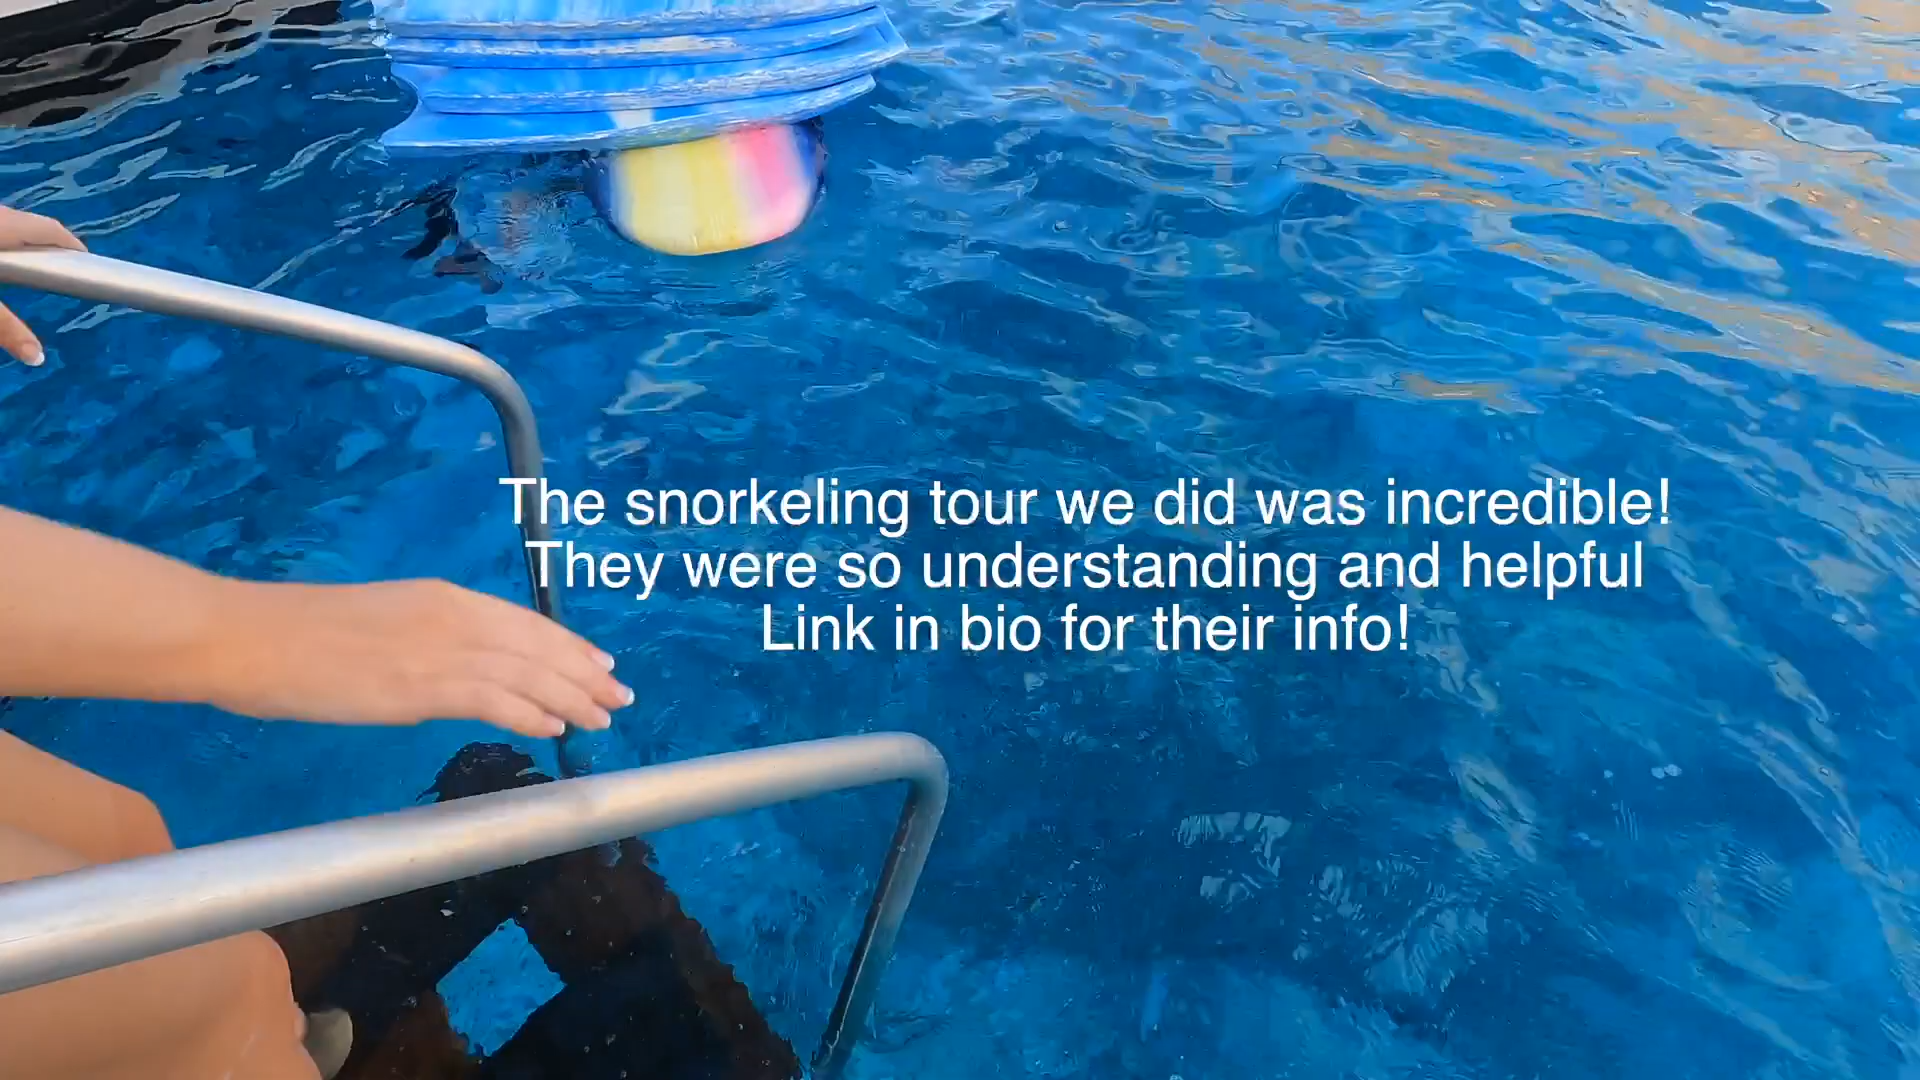 The snorkeling tour we did was incredible!
They were so understanding and helpful
Link in bio for their info!